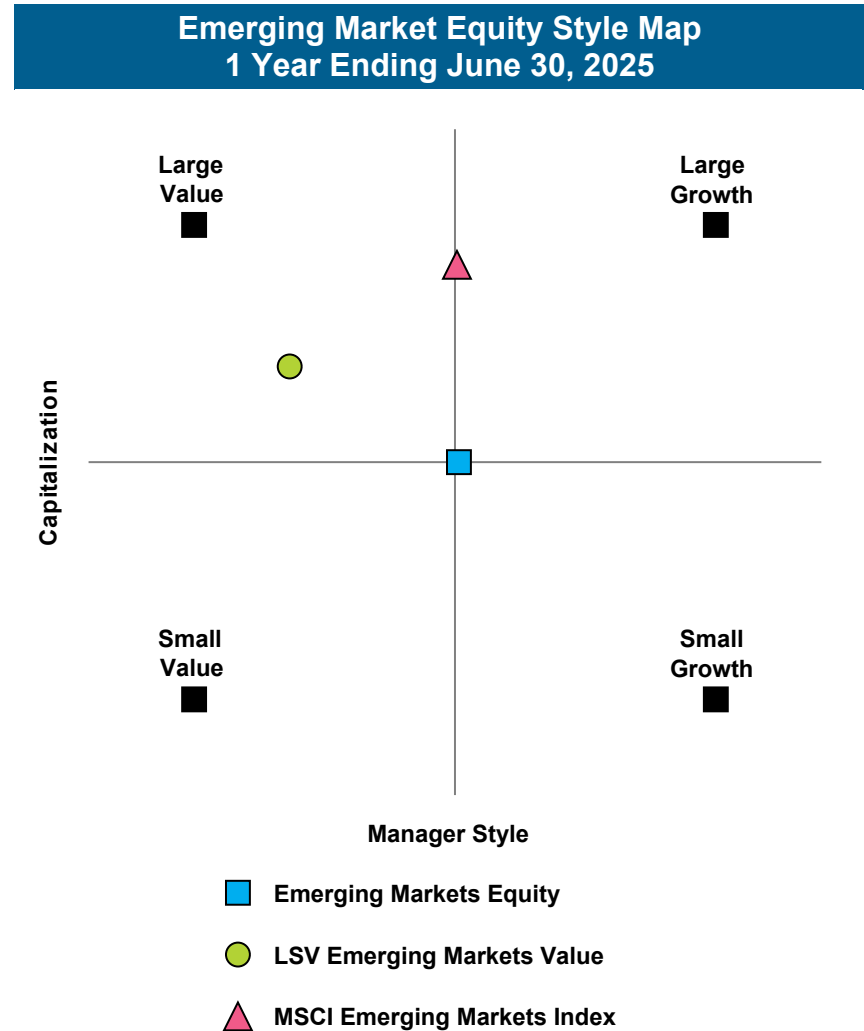 Emerging Market Equity Style Map
1 Year Ending June 30, 2025
Large
Value
Large
Growth
Capitalization
Small
Value
Small
Growth
Manager Style
Emerging Markets Equity
LSV Emerging Markets Value
MSCI Emerging Markets Index